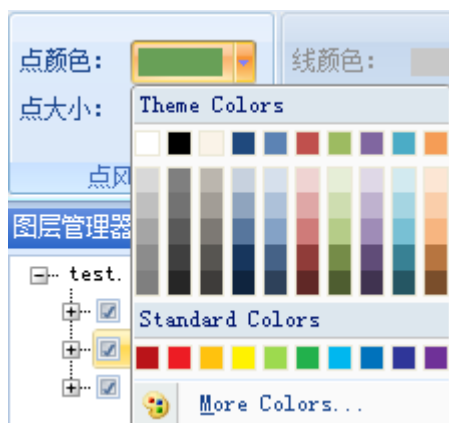 点颜色：
线颜色：
点大小：
Theme Colors
点风
图层管理器
test.
Standard Colors
More Colors...